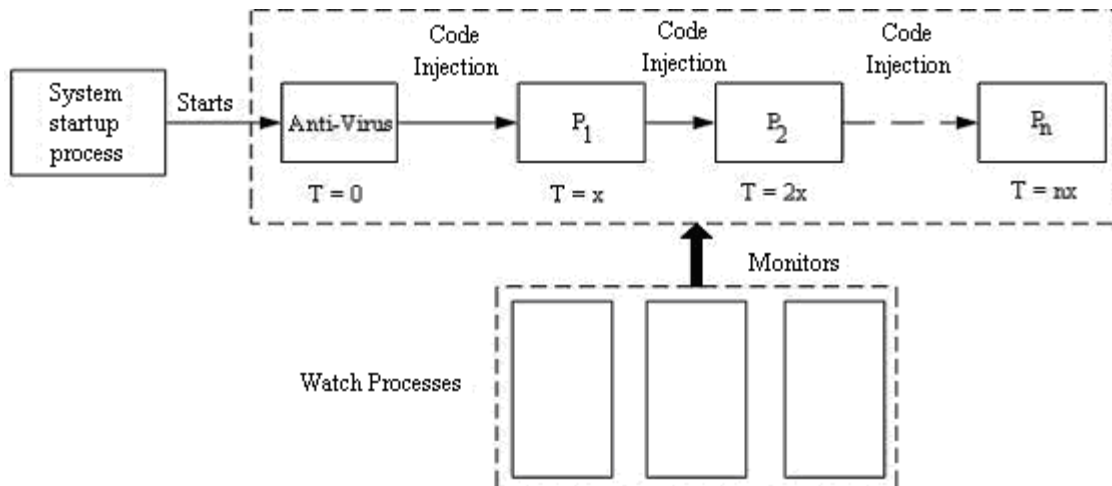 System
startup
process
Starts
Anti-Virus
T = 0
Code
Injection
P1
T = x
Code
Injection
P2
T = 2x
Code
Injection
Pn
T = nx
Monitors
Watch Processes